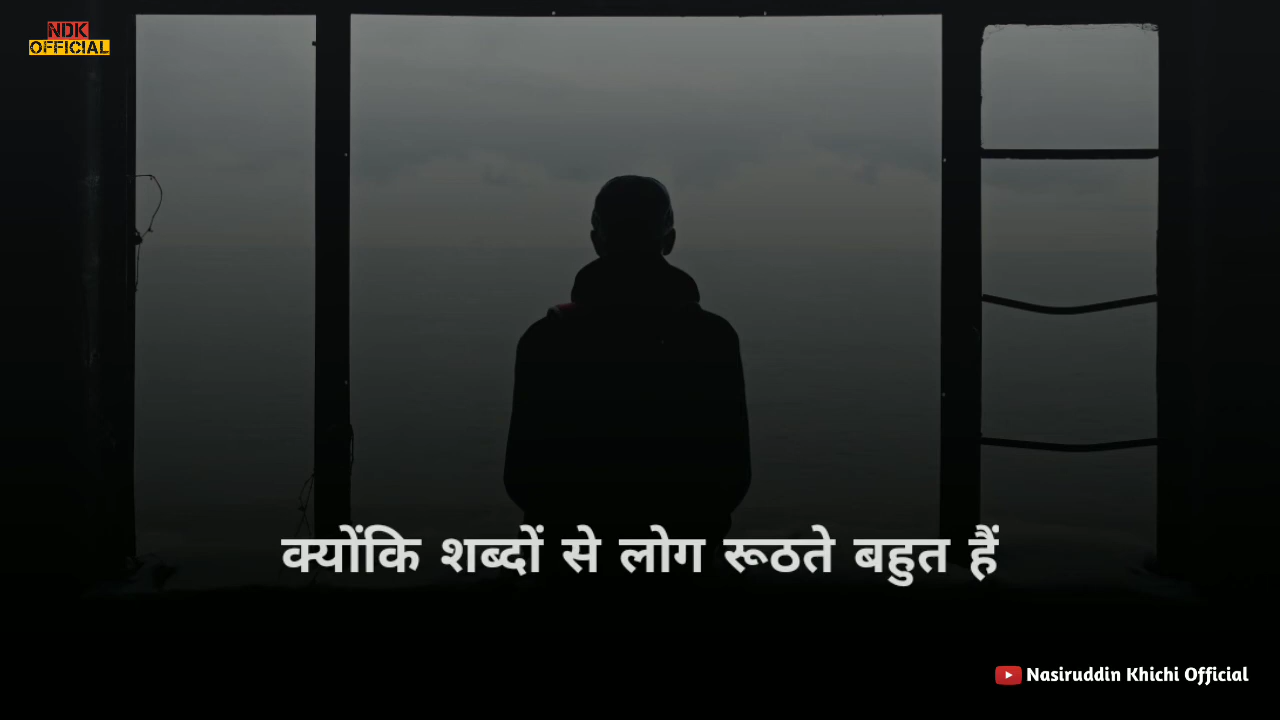 NDK
OFFICIAL
क्योंकि शब्दों से लोग रूठते बहुत हैं
Nasiruddin Khichi Official